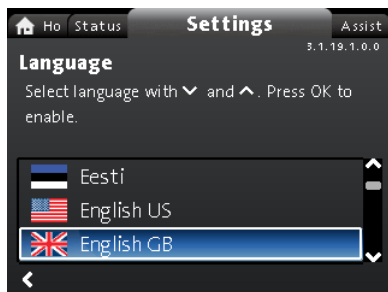 Ho Status Settings Assist
3.1.19.1.0.0
Language
Select language with and . Press OK to
enable.
Eesti
English US
English GB